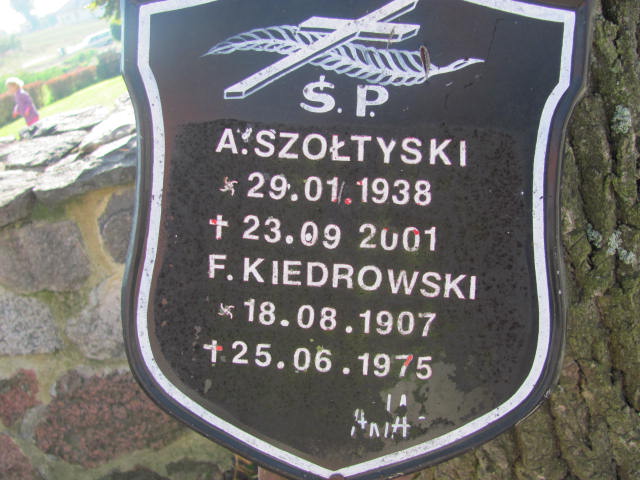 Ś.P.
A. SZOŁTYSKI
29.01.1938
† 23.09 2001
F. KIEDROWSKI
18.08.1907
† 25.06.1975